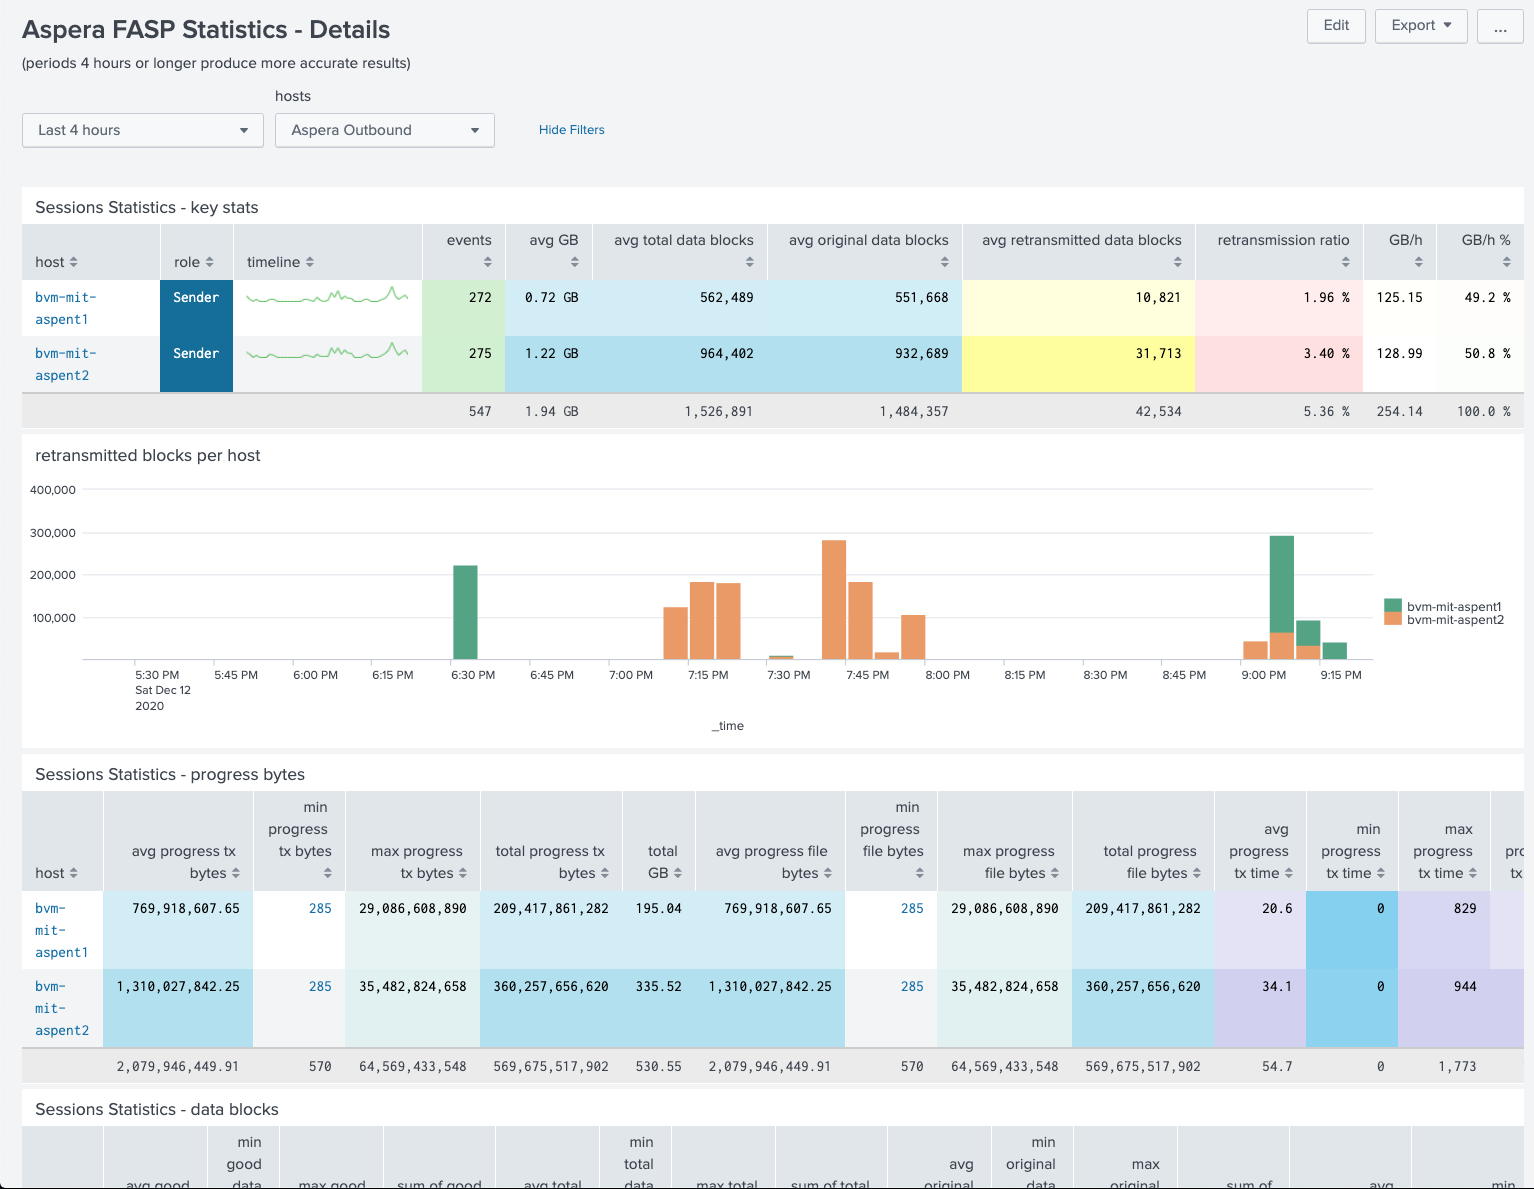 Aspera FASP Statistics - Details
Edit
Export
...
(periods 4 hours or longer produce more accurate results)
hosts
Last 4 hours
Aspera Outbound
Hide Filters
Sessions Statistics - key stats
host role timeline events avg GB avg total data blocks avg original data blocks avg retransmitted data blocks retransmission ratio GB/h GB/h %
bvm-mit-aspent1 Sender 272 0.72 GB 562,489 551,668 10,821 1.96 % 125.15 49.2 %
bvm-mit-aspent2 Sender 275 1.22 GB 964,402 932,689 31,713 3.40 % 128.99 50.8 %
547 1.94 GB 1,526,891 1,484,357 42,534 5.36 % 254.14 100.0 %
retransmitted blocks per host
400,000
300,000
200,000
100,000
bvm-mit-aspent1
bvm-mit-aspent2
5:30 PM 5:45 PM 6:00 PM 6:15 PM 6:30 PM 6:45 PM 7:00 PM 7:15 PM 7:30 PM 7:45 PM 8:00 PM 8:15 PM 8:30 PM 8:45 PM 9:00 PM 9:15 PM
Sat Dec 12
2020
_time
Sessions Statistics - progress bytes
host avg progress tx bytes min progress tx bytes max progress tx bytes total progress tx bytes total GB avg progress file bytes min progress file bytes max progress file bytes total progress file bytes avg progress tx time min progress tx time max progress tx time
bvm-mit-aspent1 769,918,607.65 285 29,086,608,890 209,417,861,282 195.04 769,918,607.65 285 29,086,608,890 209,417,861,282 20.6 0 829
bvm-mit-aspent2 1,310,027,842.25 285 35,482,824,658 360,257,656,620 335.52 1,310,027,842.25 285 35,482,824,658 360,257,656,620 34.1 0 944
2,079,946,449.91 570 64,569,433,548 569,675,517,902 530.55 2,079,946,449.91 570 64,569,433,548 569,675,517,902 54.7 0 1,773
Sessions Statistics - data blocks
avg good min good data max good sum of good avg total min total data max total sum of total avg original min original data max original sum of avg min